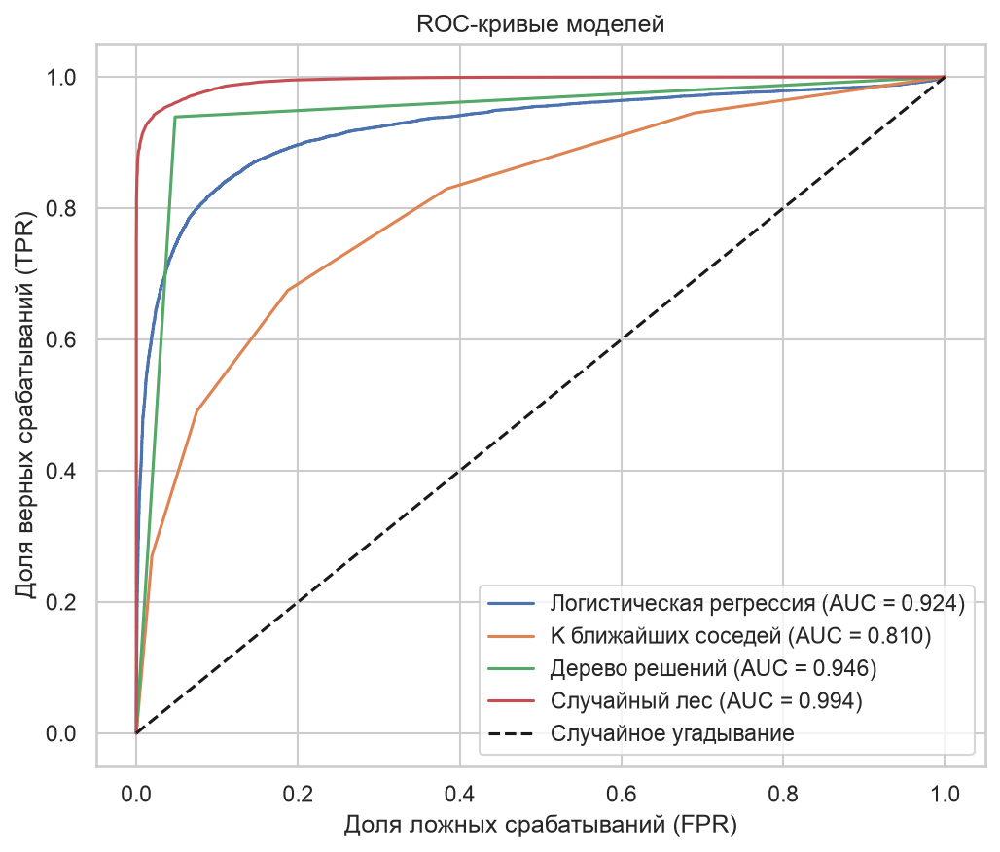 ROC-кривые моделей
Доля верных срабатываний (TPR)
1.0
0.8
0.6
0.4
0.2
0.0
Логистическая регрессия (AUC = 0.924)
K ближайших соседей (AUC = 0.810)
Дерево решений (AUC = 0.946)
Случайный лес (AUC = 0.994)
Случайное угадывание
0.0 0.2 0.4 0.6 0.8 1.0
Доля ложных срабатываний (FPR)